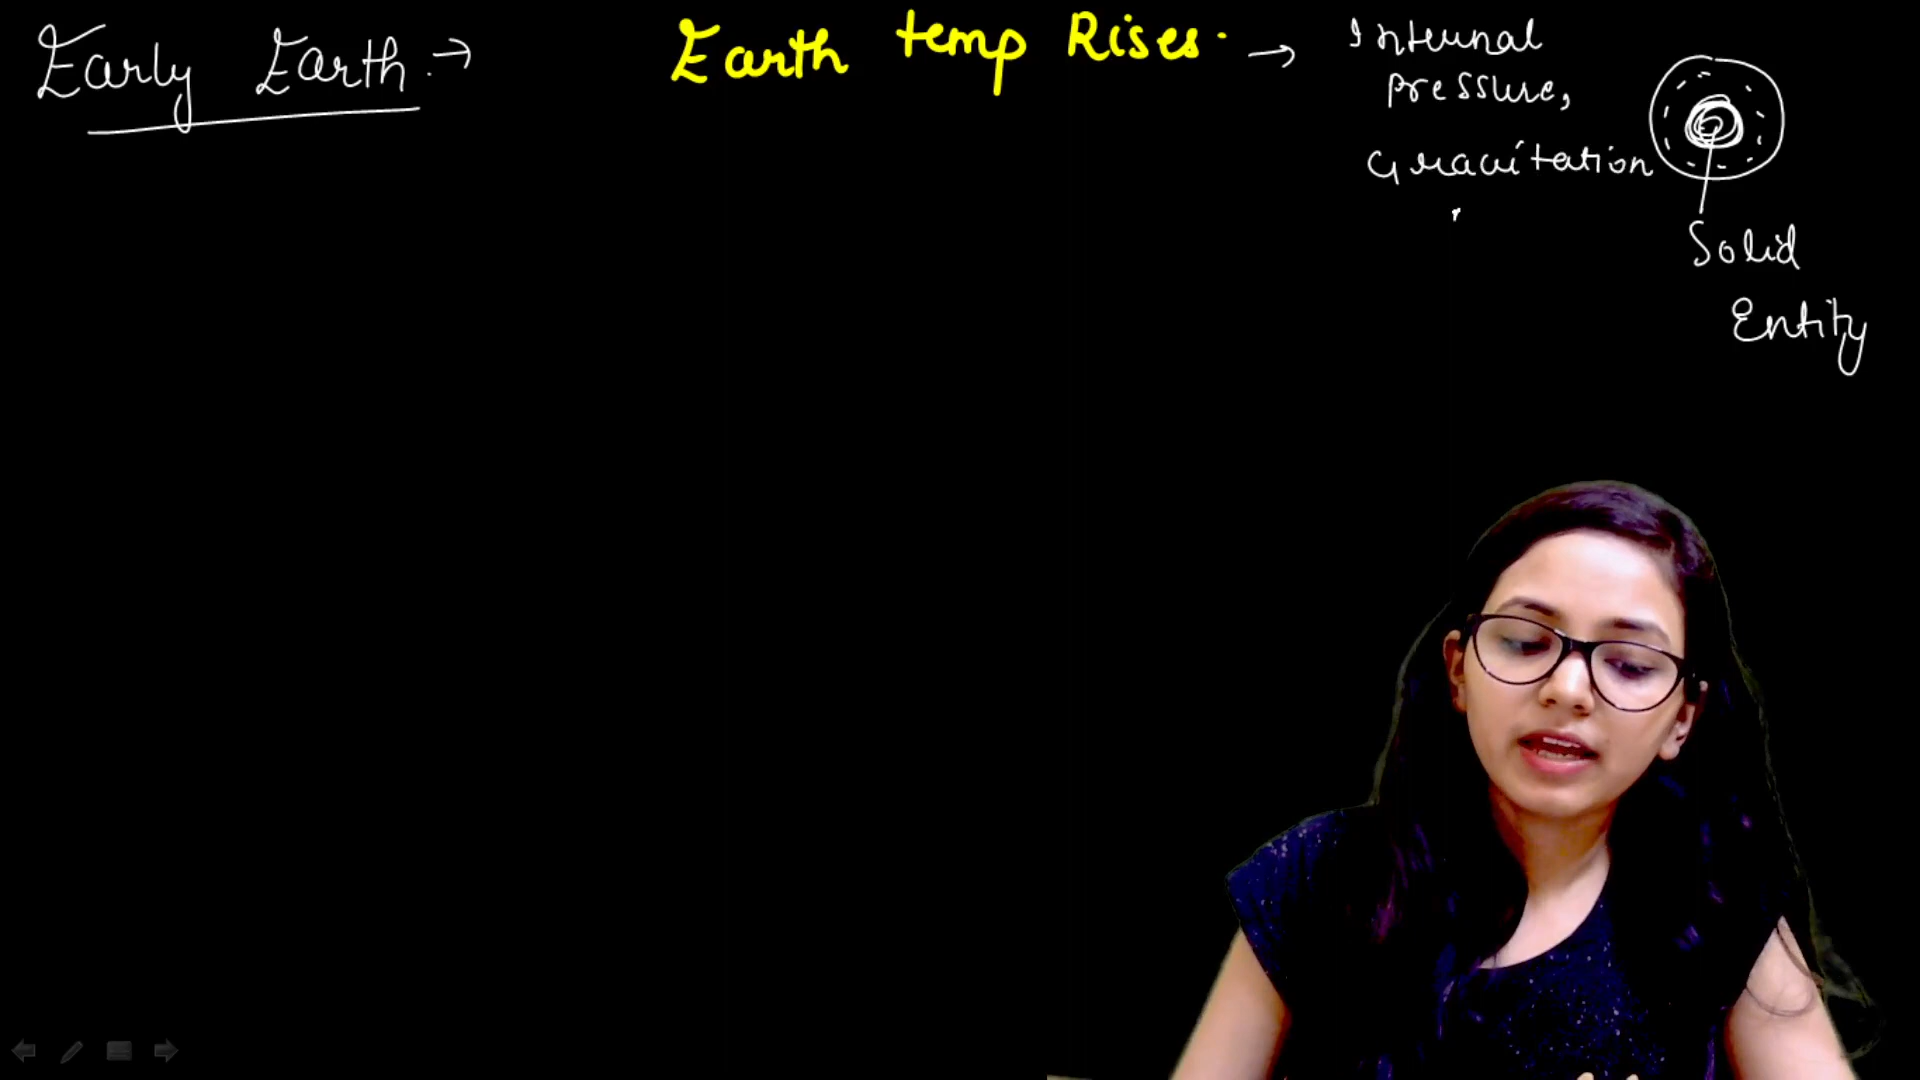 Early Earth. →
Earth temp Rises. →
Internal
pressure,
Gravitation
Solid
Entity